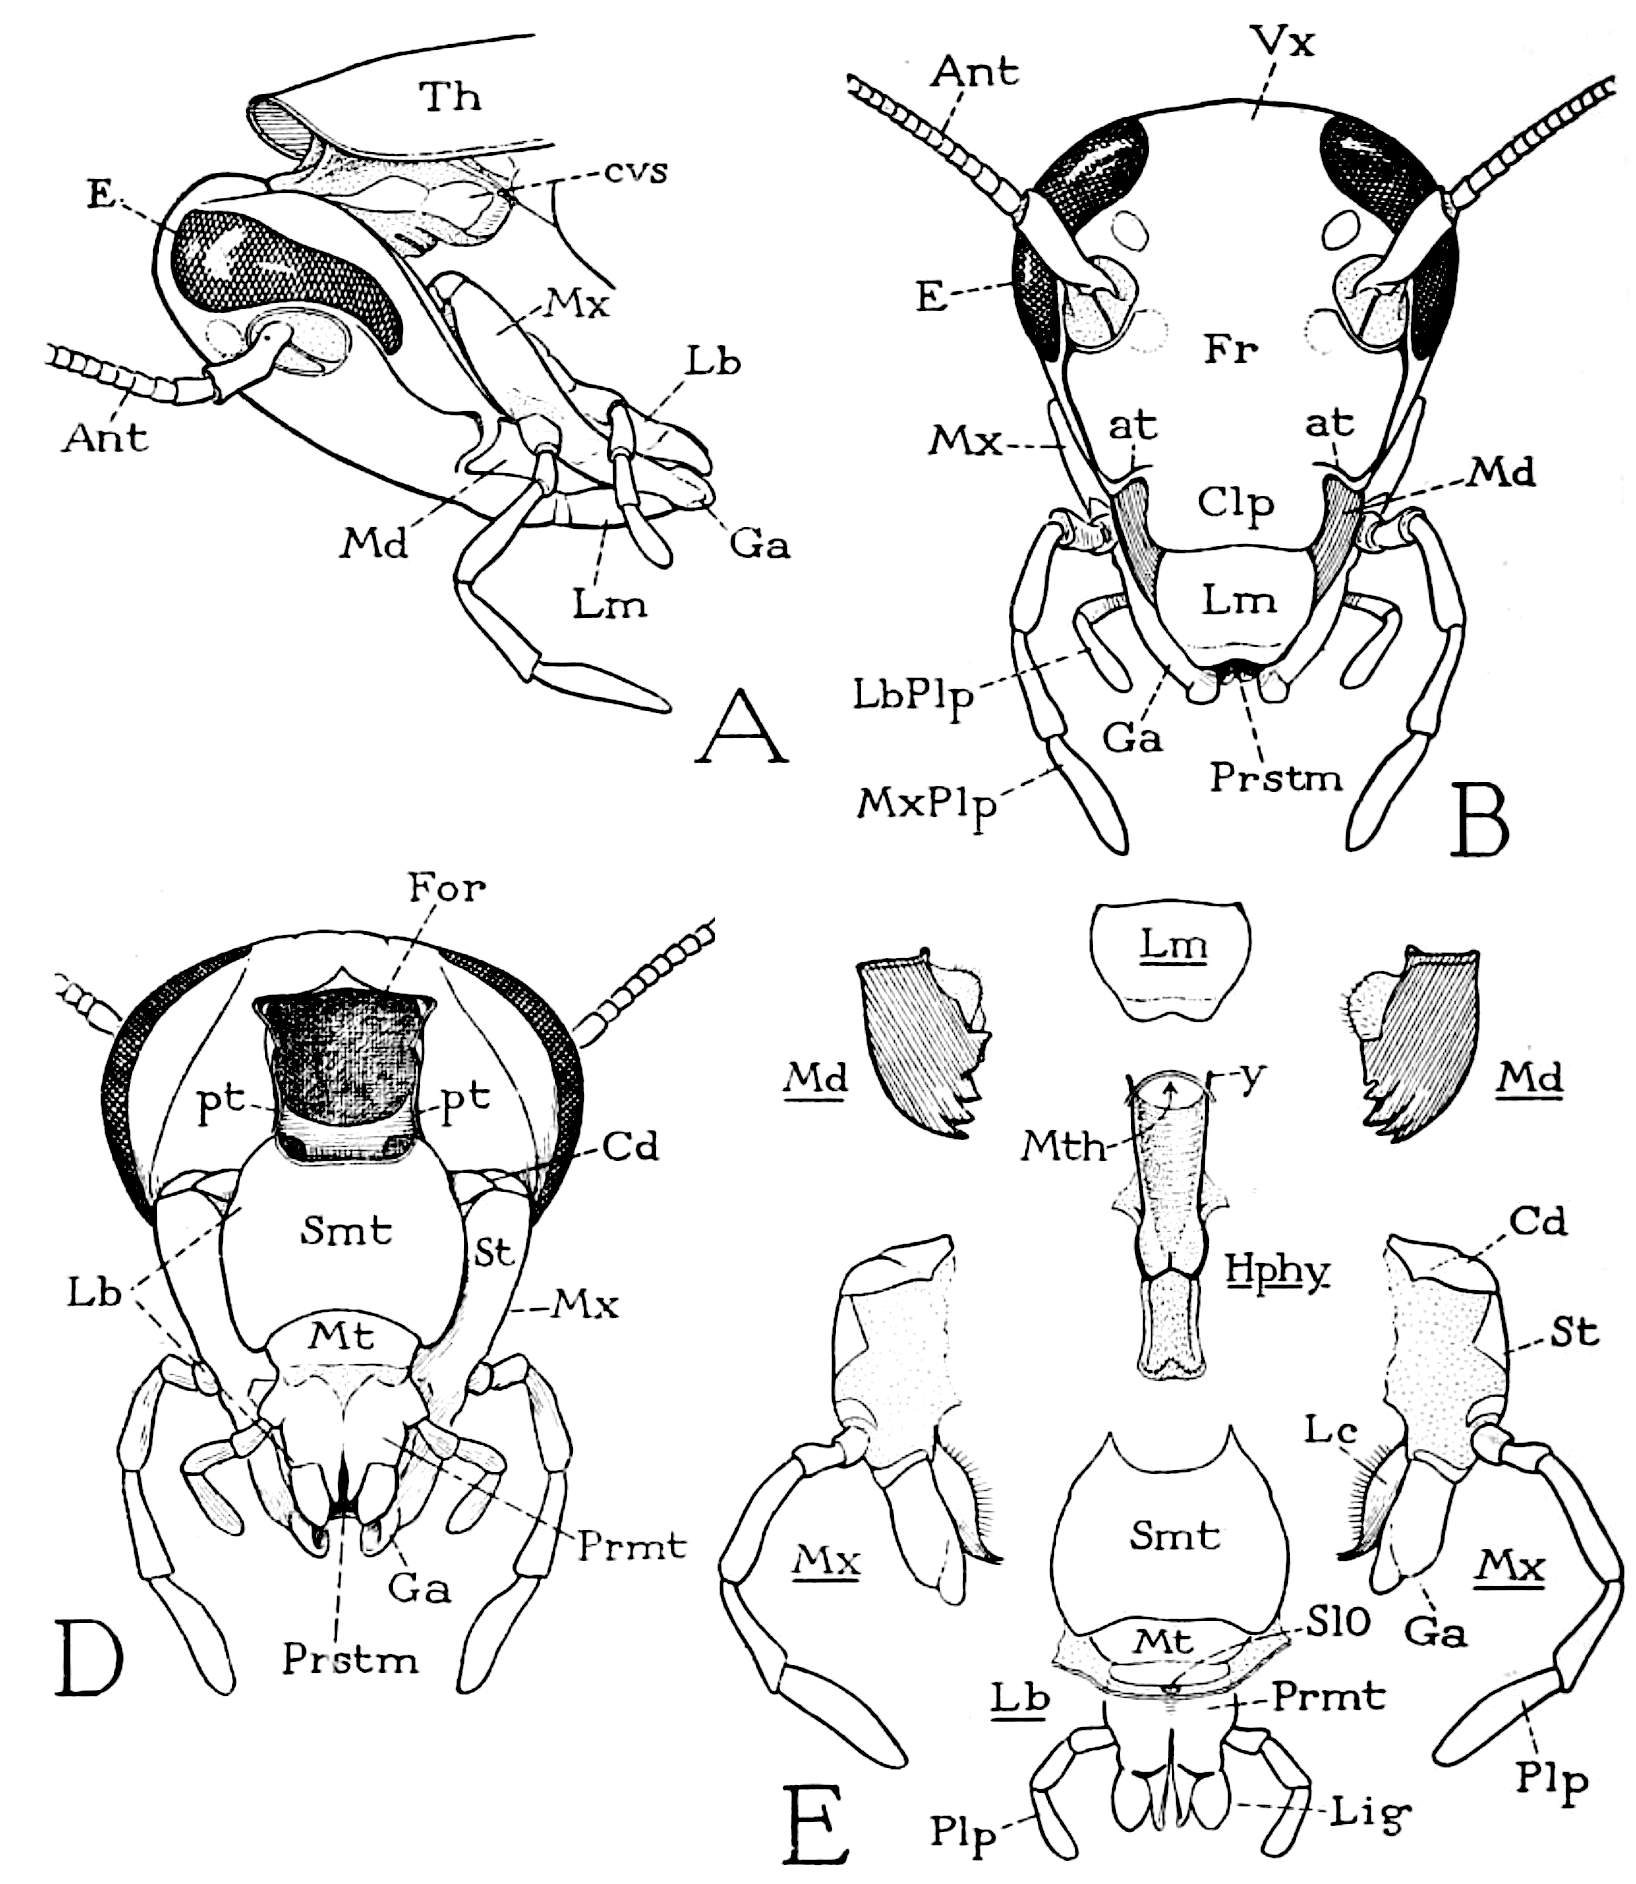 Th
cvs
E
Mx
Lb
Ant
Md
Ga
Lm
A
Vx
Ant
E
Fr
at
at
Mx
Md
Clp
Lm
LbPlp
Ga
Prstm
MxPlp
B
For
pt
pt
Cd
Smt
St
Lb
Mx
Mt
Prmt
Ga
Prstm
D
Lm
Md
Md
y
Mth
Hphy
Cd
St
Lc
Smt
Mx
Mx
SlO
Ga
Mt
Lb
Prmt
Plp
Plp
Lig
E